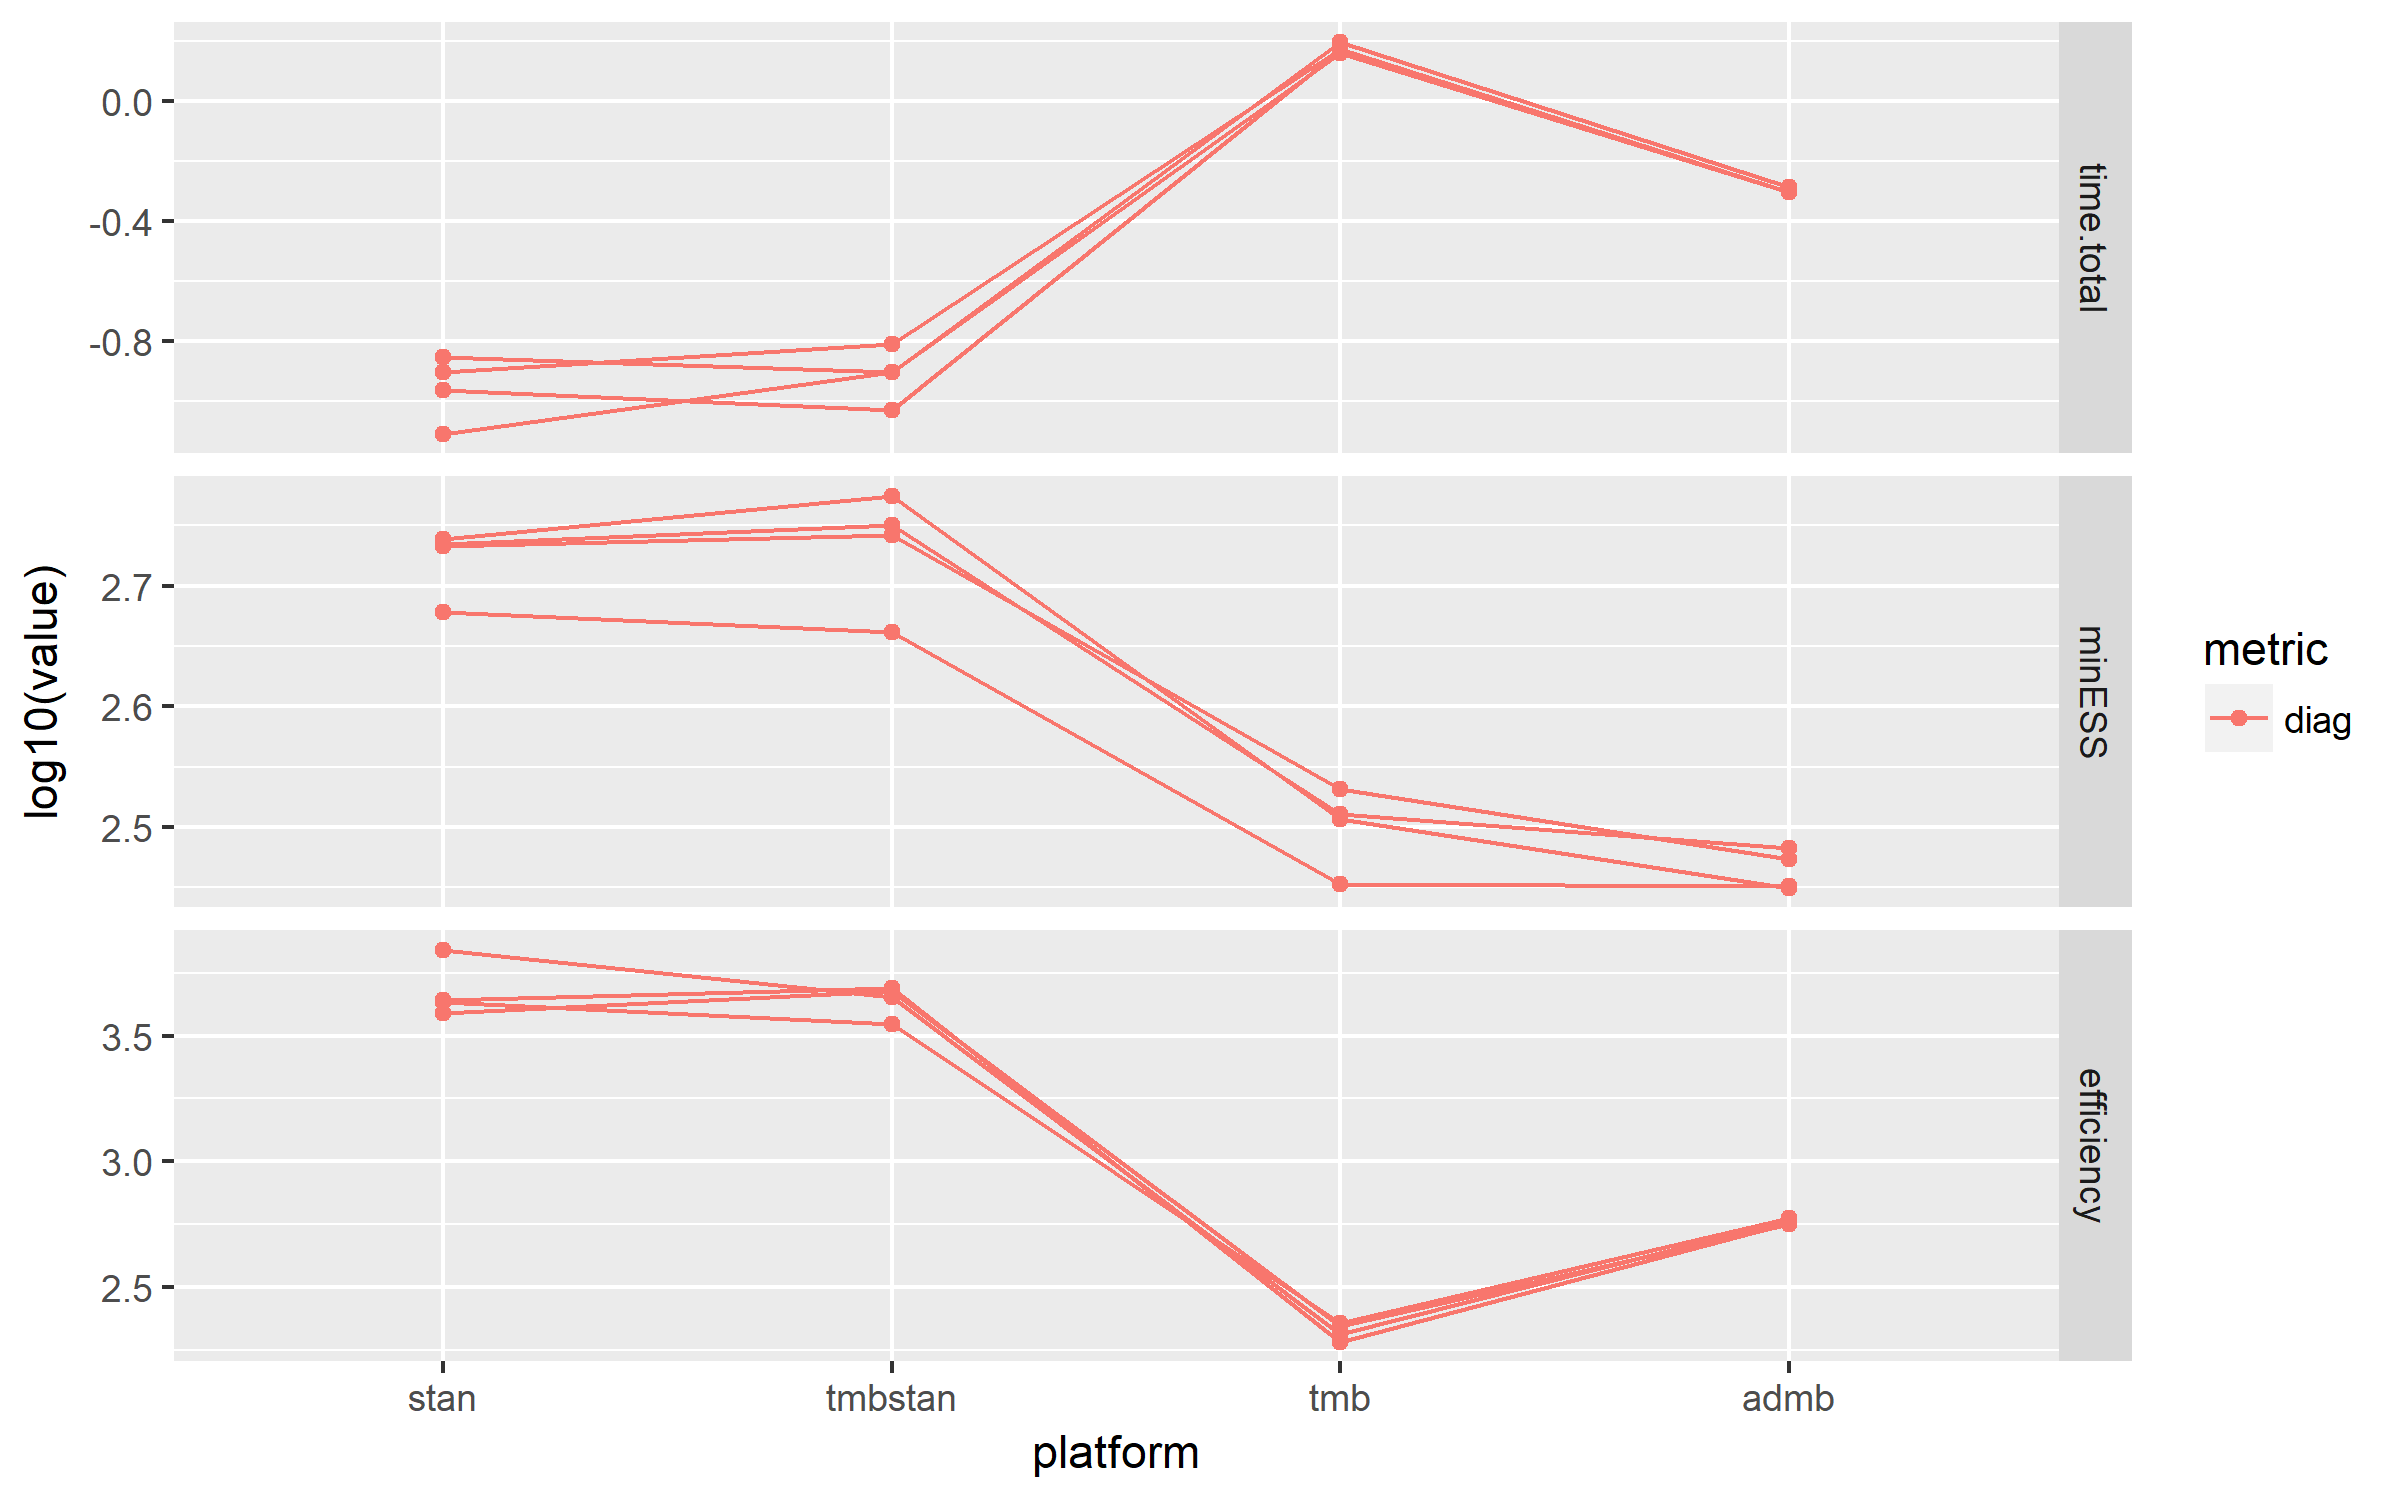 0.0
-0.4
-0.8
time.total
2.7
2.6
2.5
minESS
3.5
3.0
2.5
efficiency
log10(value)
stan
tmbstan
tmb
admb
platform
metric
diag